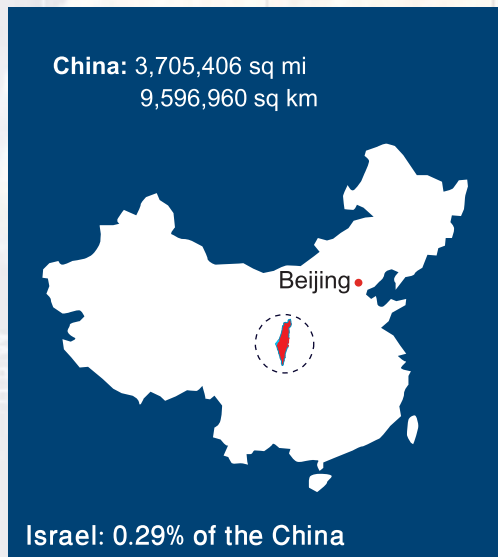 China: 3,705,406 sq mi
9,596,960 sq km
Beijing
Israel: 0.29% of the China